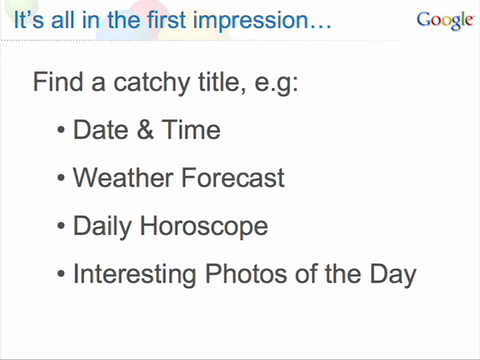 It's all in the first impression…
Google
Find a catchy title, e.g:
• Date & Time
• Weather Forecast
• Daily Horoscope
• Interesting Photos of the Day